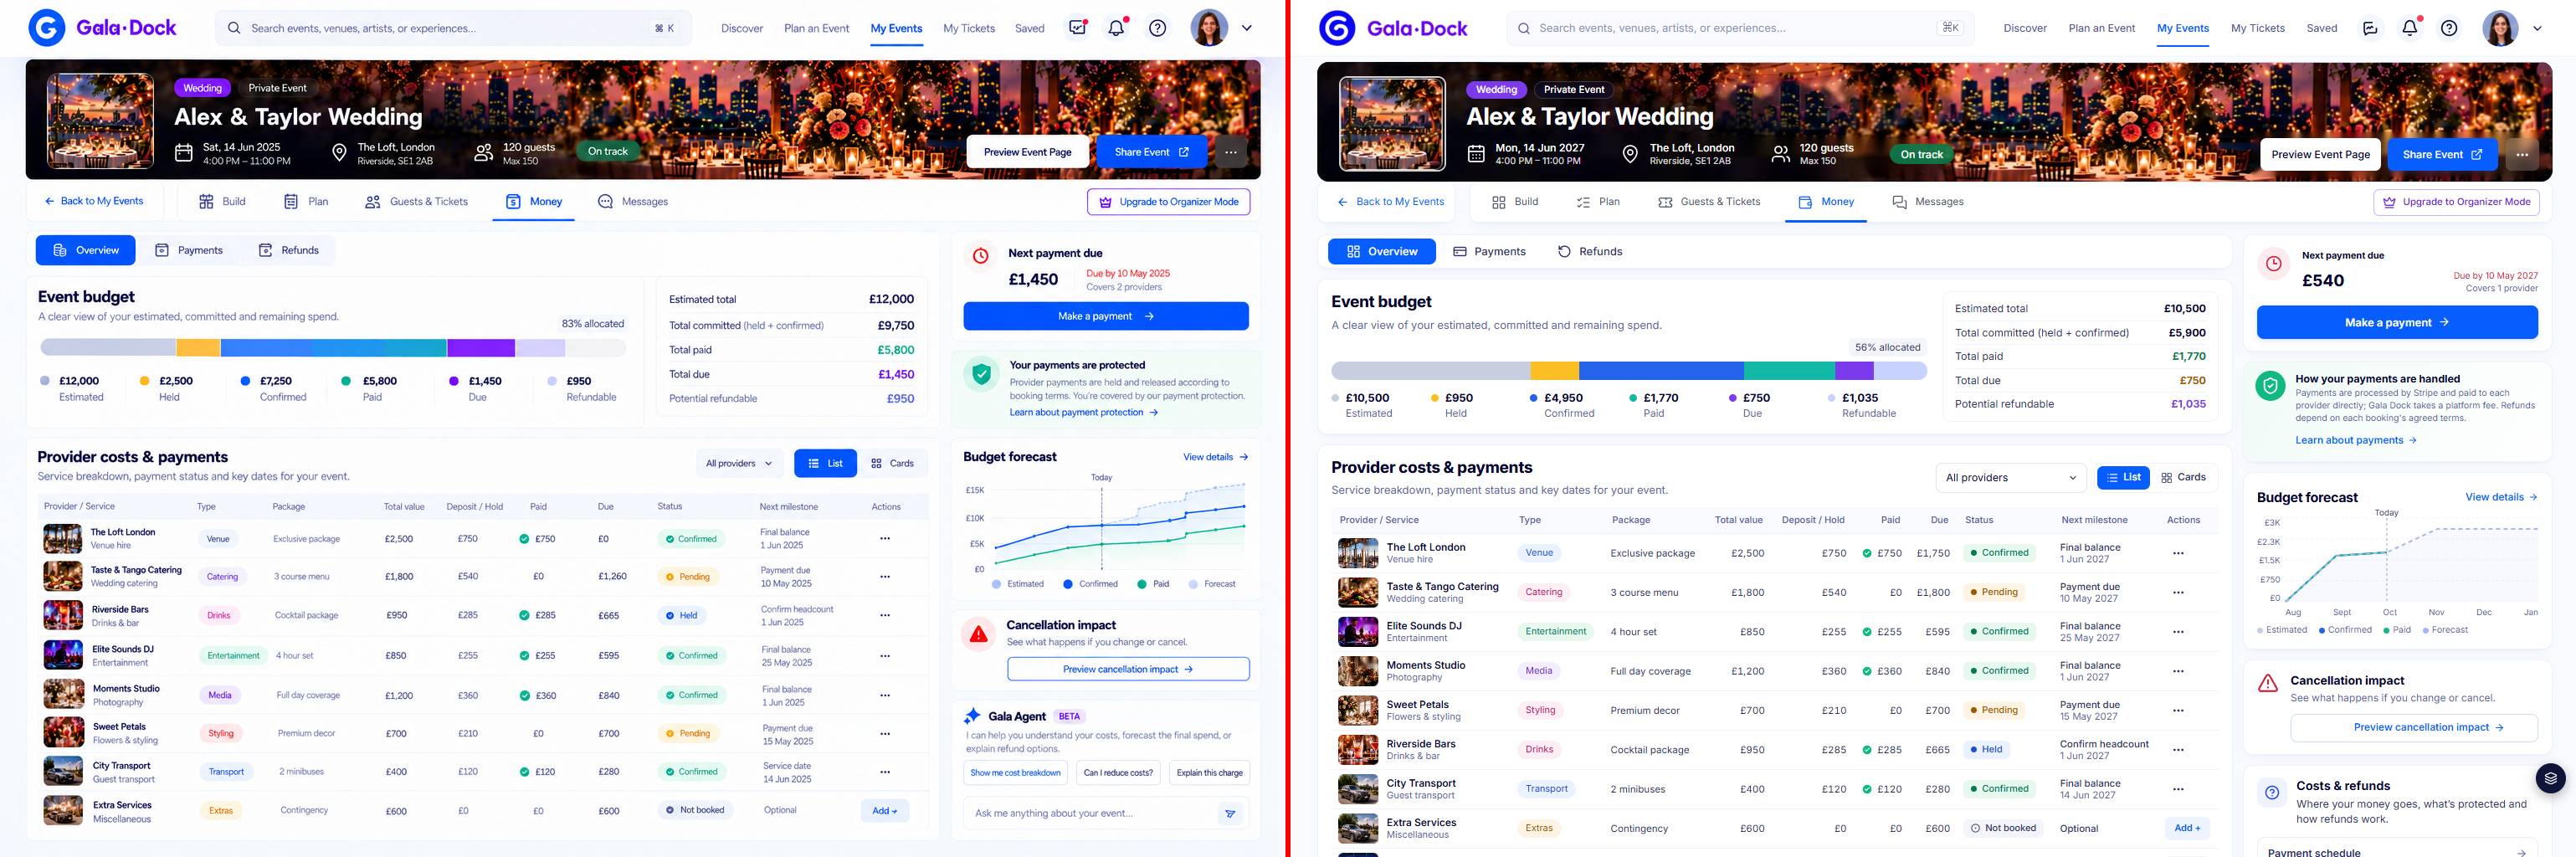 Gala·Dock
Search events, venues, artists, or experiences...
⌘ K
Discover
Plan an Event
My Events
My Tickets
Saved
Wedding
Private Event
Alex & Taylor Wedding
Sat, 14 Jun 2025
4:00 PM – 11:00 PM
The Loft, London
Riverside, SE1 2AB
120 guests
Max 150
On track
Preview Event Page
Share Event
← Back to My Events
Build
Plan
Guests & Tickets
Money
Messages
Upgrade to Organizer Mode
Overview
Payments
Refunds
Event budget
A clear view of your estimated, committed and remaining spend.
83% allocated
£12,000
Estimated
£2,500
Held
£7,250
Confirmed
£5,800
Paid
£1,450
Due
£950
Refundable
Estimated total £12,000
Total committed (held + confirmed) £9,750
Total paid £5,800
Total due £1,450
Potential refundable £950
Next payment due
£1,450
Due by 10 May 2025
Covers 2 providers
Make a payment →
Your payments are protected
Provider payments are held and released according to
booking terms. You're covered by our payment protection.
Learn about payment protection →
Provider costs & payments
Service breakdown, payment status and key dates for your event.
All providers
List
Cards
Provider / Service Type Package Total value Deposit / Hold Paid Due Status Next milestone Actions
The Loft London
Venue hire
Venue Exclusive package £2,500 £750 £750 £0 Confirmed
Final balance
1 Jun 2025
Taste & Tango Catering
Wedding catering
Catering 3 course menu £1,800 £540 £0 £1,260 Pending
Payment due
10 May 2025
Riverside Bars
Drinks & bar
Drinks Cocktail package £950 £285 £285 £665 Held
Confirm headcount
1 Jun 2025
Elite Sounds DJ
Entertainment
Entertainment 4 hour set £850 £255 £255 £595 Confirmed
Final balance
25 May 2025
Moments Studio
Photography
Media Full day coverage £1,200 £360 £360 £840 Confirmed
Final balance
1 Jun 2025
Sweet Petals
Flowers & styling
Styling Premium decor £700 £210 £0 £700 Pending
Payment due
15 May 2025
City Transport
Guest transport
Transport 2 minibuses £400 £120 £120 £280 Confirmed
Service date
14 Jun 2025
Extra Services
Miscellaneous
Extras Contingency £600 £0 £0 £600 Not booked
Optional
Add
Budget forecast
View details →
Today
£15K
£10K
£5K
£0
Estimated
Confirmed
Paid
Forecast
Cancellation impact
See what happens if you change or cancel.
Preview cancellation impact →
Gala Agent BETA
I can help you understand your costs, forecast the final spend, or
explain refund options.
Show me cost breakdown
Can I reduce costs?
Explain this charge
Ask me anything about your event...
Gala·Dock
Search events, venues, artists, or experiences...
⌘K
Discover
Plan an Event
My Events
My Tickets
Saved
Wedding
Private Event
Alex & Taylor Wedding
Mon, 14 Jun 2027
4:00 PM – 11:00 PM
The Loft, London
Riverside, SE1 2AB
120 guests
Max 150
On track
Preview Event Page
Share Event
← Back to My Events
Build
Plan
Guests & Tickets
Money
Messages
Upgrade to Organizer Mode
Overview
Payments
Refunds
Event budget
A clear view of your estimated, committed and remaining spend.
56% allocated
£10,500
Estimated
£950
Held
£4,950
Confirmed
£1,770
Paid
£750
Due
£1,035
Refundable
Estimated total £10,500
Total committed (held + confirmed) £5,900
Total paid £1,770
Total due £750
Potential refundable £1,035
Next payment due
£540
Due by 10 May 2027
Covers 1 provider
Make a payment →
How your payments are handled
Payments are processed by Stripe and paid to each
provider directly; Gala Dock takes a platform fee. Refunds
depend on each booking's agreed terms.
Learn about payments →
Provider costs & payments
Service breakdown, payment status and key dates for your event.
All providers
List
Cards
Provider / Service Type Package Total value Deposit / Hold Paid Due Status Next milestone Actions
The Loft London
Venue hire
Venue Exclusive package £2,500 £750 £750 £1,750 Confirmed
Final balance
1 Jun 2027
Taste & Tango Catering
Wedding catering
Catering 3 course menu £1,800 £540 £0 £1,800 Pending
Payment due
10 May 2027
Elite Sounds DJ
Entertainment
Entertainment 4 hour set £850 £255 £255 £595 Confirmed
Final balance
25 May 2027
Moments Studio
Photography
Media Full day coverage £1,200 £360 £360 £840 Confirmed
Final balance
1 Jun 2027
Sweet Petals
Flowers & styling
Styling Premium decor £700 £210 £0 £700 Pending
Payment due
15 May 2027
Riverside Bars
Drinks & bar
Drinks Cocktail package £950 £285 £285 £665 Held
Confirm headcount
1 Jun 2027
City Transport
Guest transport
Transport 2 minibuses £400 £120 £120 £280 Confirmed
Final balance
14 Jun 2027
Extra Services
Miscellaneous
Extras Contingency £600 £0 £0 £600 Not booked
Optional
Add +
Budget forecast
View details →
Today
£3K
£2.3K
£1.5K
£750
£0
Aug Sept Oct Nov Dec Jan
Estimated
Confirmed
Paid
Forecast
Cancellation impact
See what happens if you change or cancel.
Preview cancellation impact →
Costs & refunds
Where your money goes, what's protected and
how refunds work.
Payment schedule →